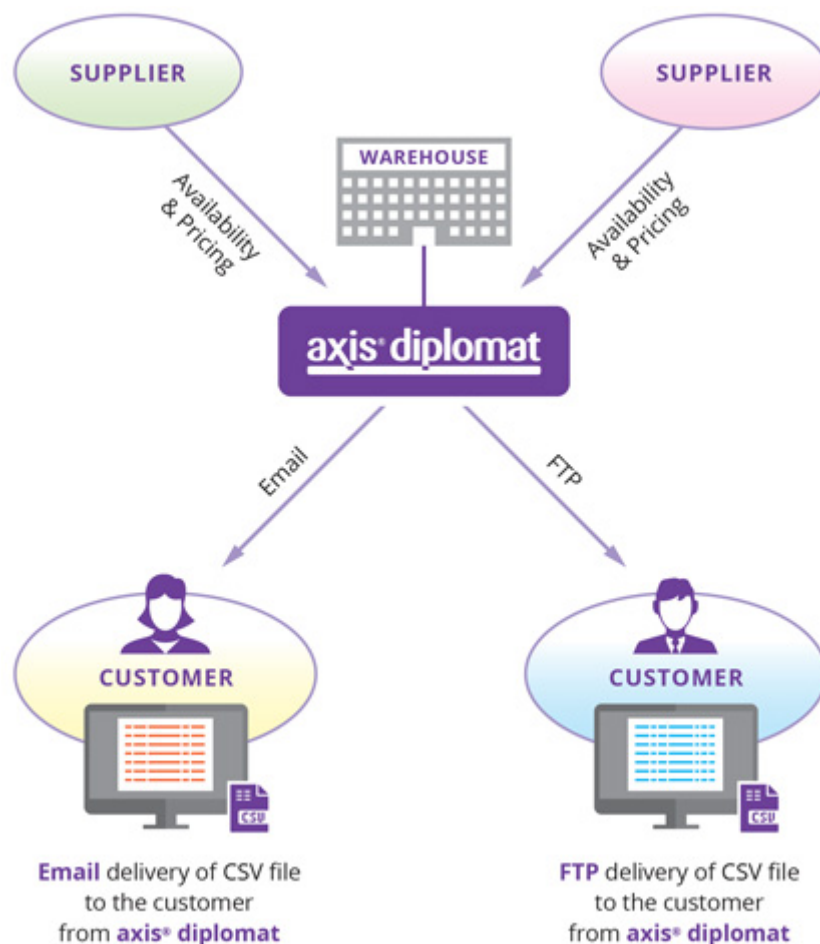 SUPPLIER
SUPPLIER
WAREHOUSE
Availability
& Pricing
Availability
& Pricing
axis® diplomat
Email
FTP
CUSTOMER
CUSTOMER
CSV
CSV
Email delivery of CSV file
to the customer
from axis® diplomat
FTP delivery of CSV file
to the customer
from axis® diplomat